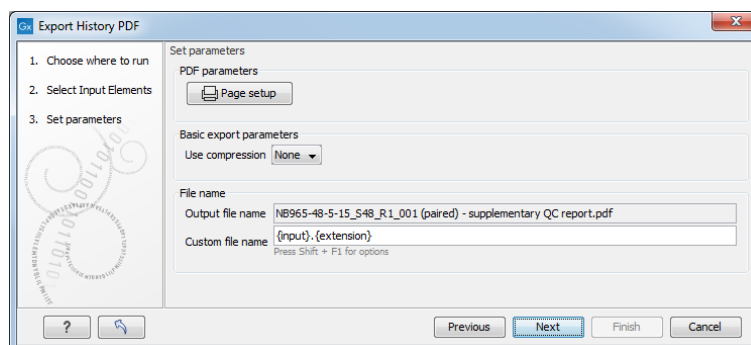 Gx Export History PDF
X
1. Choose where to run
2. Select Input Elements
3. Set parameters
Set parameters
PDF parameters
Page setup
Basic export parameters
Use compression None
File name
Output file name NB965-48-5-15_S48_R1_001 (paired) - supplementary QC report.pdf
Custom file name {input}.{extension}
Press Shift + F1 for options
? Previous Next Finish Cancel